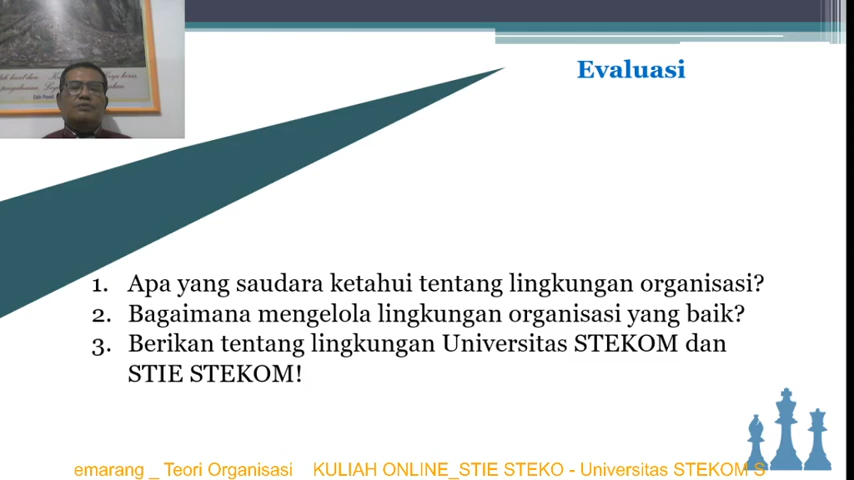 Evaluasi
1. Apa yang saudara ketahui tentang lingkungan organisasi?
2. Bagaimana mengelola lingkungan organisasi yang baik?
3. Berikan tentang lingkungan Universitas STEKOM dan
STIE STEKOM!
emarang _ Teori Organisasi KULIAH ONLINE_STIE STEKO - Universitas STEKOM S